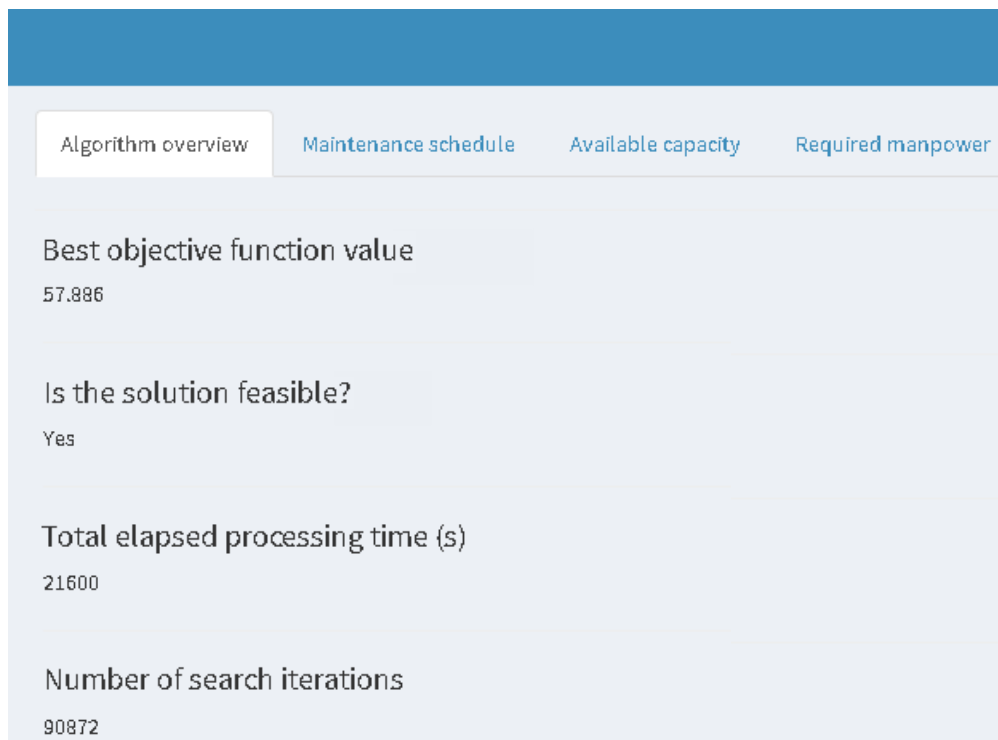 Algorithm overview Maintenance schedule Available capacity Required manpower
Best objective function value
57.886
Is the solution feasible?
Yes
Total elapsed processing time (s)
21600
Number of search iterations
90872